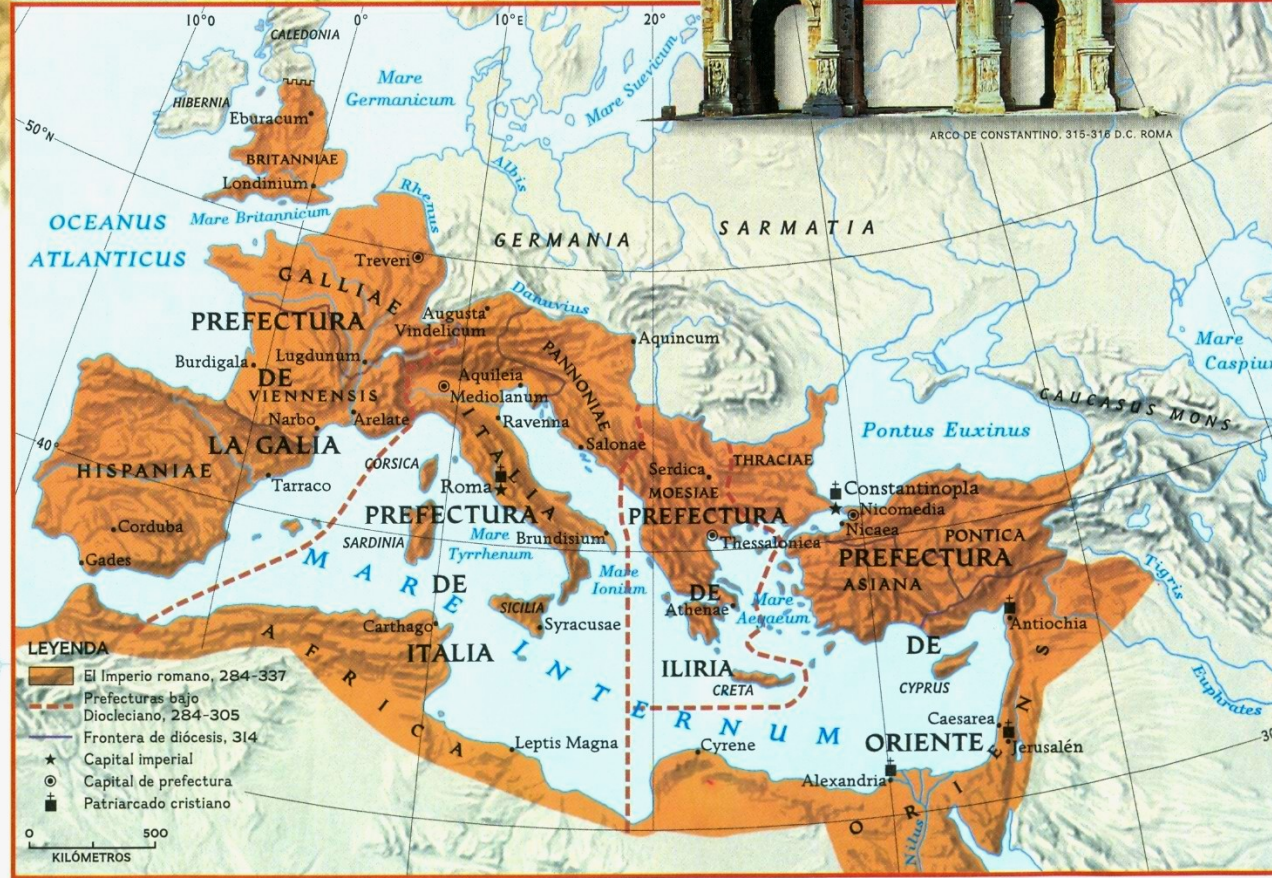 10°O
0°
10°E
20°
CALEDONIA
HIBERNIA
Mare
Germanicum
Mare Suevicum
ARCO DE CONSTANTINO. 315-316 D.C. ROMA
50°N
Eburacum
BRITANNIAE
Londinium
Mare Britannicum
Rhenus
Albis
OCEANUS
ATLANTICUS
GERMANIA
SARMATIA
Treveri
GALLIAE
Danuvius
PREFECTURA
DE
LA GALIA
Augusta
Vindelicum
Aquincum
Burdigala
Lugdunum
VIENNENSIS
PANNONIAE
Aquileia
Mediolanum
Narbo
Arelate
Ravenna
Salonae
Mare
Caspium
CAUCASUS MONS
Pontus Euxinus
40°
HISPANIAE
Tarraco
Corduba
Gades
CÓRSICA
ITALIA
Roma
PREFECTURA
DE
ITALIA
SARDINIA
Mare
Tyrrhenum
Brundisium
Serdica
MOESIAE
THRACIAE
PREFECTURA
DE
ILIRIA
Thessalonica
Constantinopla
Nicomedia
Nicaea
PONTICA
PREFECTURA
DE
ORIENTE
ASIANA
Tigris
MARE INTERNUM
Mare
Ionium
Athenae
Mare
Aegaeum
SICILIA
Syracusae
Carthago
AFRICA
CRETA
CYPRUS
Antiochia
Euphrates
Caesarea
Jerusalén
Leptis Magna
Cyrene
Alexandria
ORIENS
Nilus
30
LEYENDA
El Imperio romano, 284-337
Prefecturas bajo
Diocleciano, 284-305
Frontera de diócesis, 314
Capital imperial
Capital de prefectura
Patriarcado cristiano
0 500
KILÓMETROS